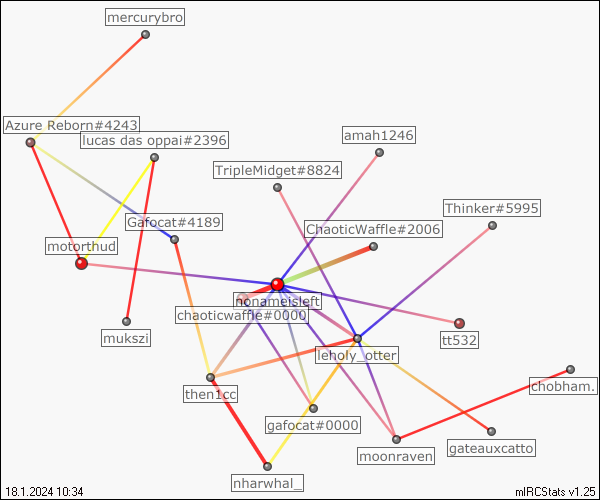 mercurybro
Azure Reborn#4243
lucas das oppai#2396
amah1246
TripleMidget#8824
Thinker#5995
Gafocat#4189
ChaoticWaffle#2006
motorthud
nonameisleft
chaoticwaffle#0000
mukszi
tt532
leholy_otter
chobham.
then1cc
gafocat#0000
gateauxcatto
moonraven
nharwhal_
18.1.2024 10:34
mIRCStats v1.25